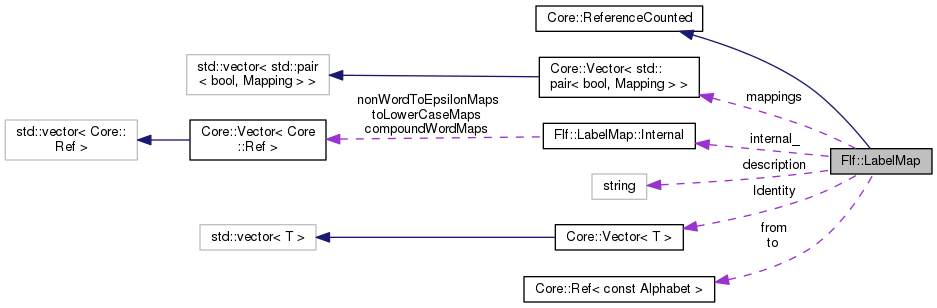 Core::ReferenceCounted
std::vector< std::pair
< bool, Mapping > >
Core::Vector< std::
pair< bool, Mapping > >
mappings
nonWordToEpsilonMaps
toLowerCaseMaps
compoundWordMaps
std::vector< Core::
Ref >
Core::Vector< Core
::Ref >
Flf::LabelMap::Internal
internal_
Flf::LabelMap
description
string
Identity
std::vector< T >
Core::Vector< T >
from
to
Core::Ref< const Alphabet >